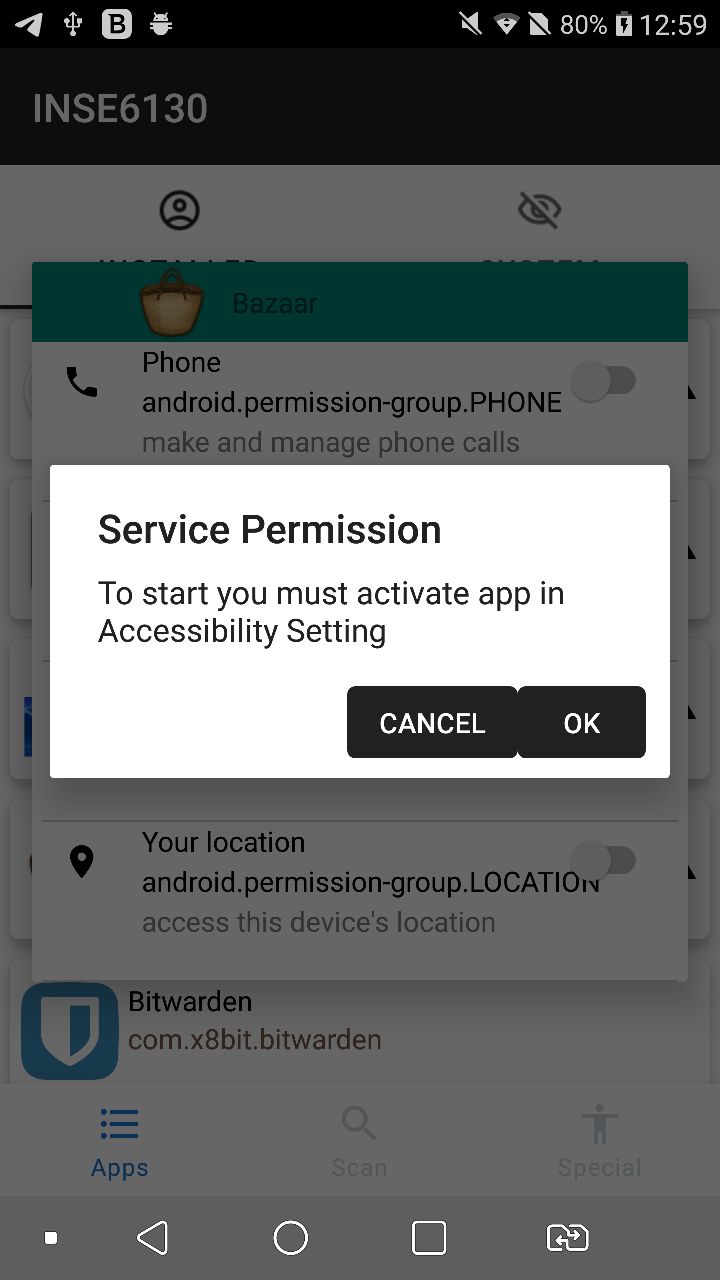 80% 12:59
INSE6130
Bazaar
Phone
android.permission-group.PHONE
make and manage phone calls
Service Permission
To start you must activate app in
Accessibility Setting
CANCEL OK
Your location
android.permission-group.LOCATION
access this device's location
Bitwarden
com.x8bit.bitwarden
Apps Scan Special